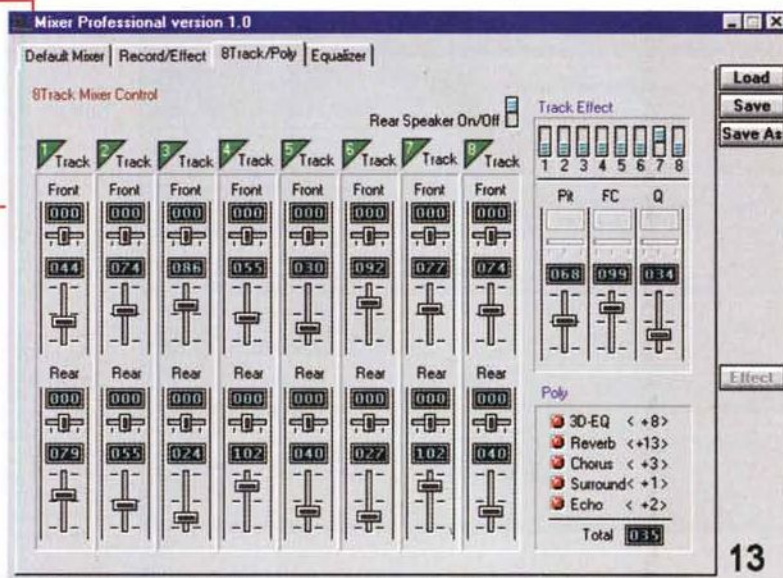 Mixer Professional version 1.0
Default Mixer Record/Effect 8Track/Poly Equalizer
Load
Save
Save As
8Track Mixer Control
Rear Speaker On/Off
1 Track 2 Track 3 Track 4 Track 5 Track 6 Track 7 Track 8 Track
Front Front Front Front Front Front Front Front
000 000 000 000 000 000 000 000
044 074 086 055 030 092 077 074
Rear Rear Rear Rear Rear Rear Rear Rear
000 000 000 000 000 000 000 000
079 055 024 102 040 027 102 040
Track Effect
1 2 3 4 5 6 7 8
Pit FC Q
068 099 034
Effect
Poly
3D-EQ < +8>
Reverb <+13>
Chorus < +3>
Surround< +1>
Echo < +2>
Total 035
13